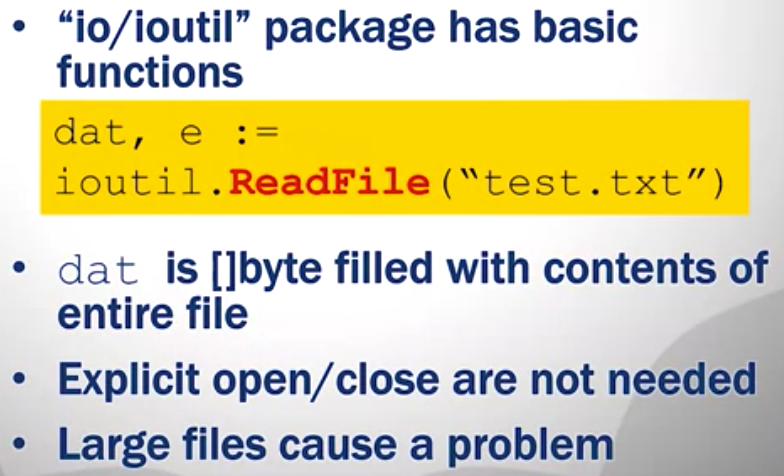 • “io/ioutil” package has basic
functions
dat, e :=
ioutil.ReadFile(“test.txt”)
• dat is []byte filled with contents of
entire file
• Explicit open/close are not needed
• Large files cause a problem